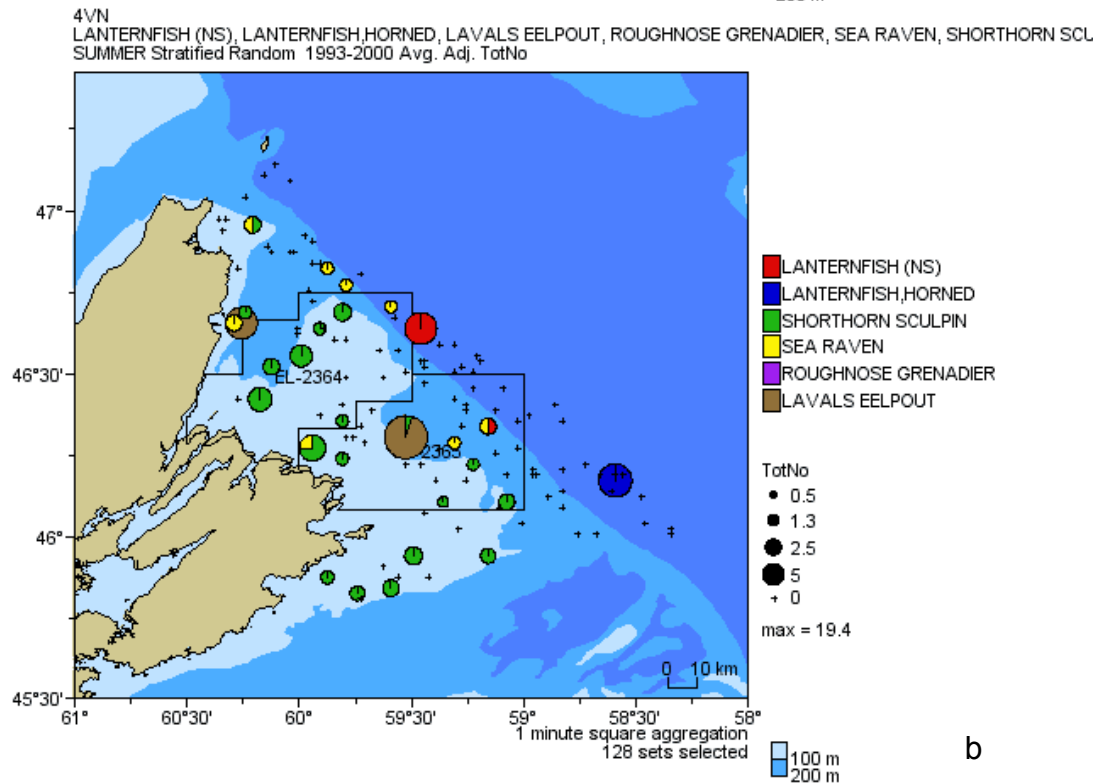 4VN
LANTERNFISH (NS), LANTERNFISH,HORNED, LAVALS EELPOUT, ROUGHNOSE GRENADIER, SEA RAVEN, SHORTHORN SCU
SUMMER Stratified Random 1993-2000 Avg. Adj. TotNo
47°
46°30'
46°
45°30'
EL-2364
LANTERNFISH (NS)
LANTERNFISH,HORNED
SHORTHORN SCULPIN
SEA RAVEN
ROUGHNOSE GRENADIER
LAVALS EELPOUT
TotNo
0.5
1.3
2.5
5
0
max = 19.4
0 10 km
61° 60°30' 60° 59°30' 59° 58°30' 58°
1 minute square aggregation
128 sets selected
100 m
200 m
b